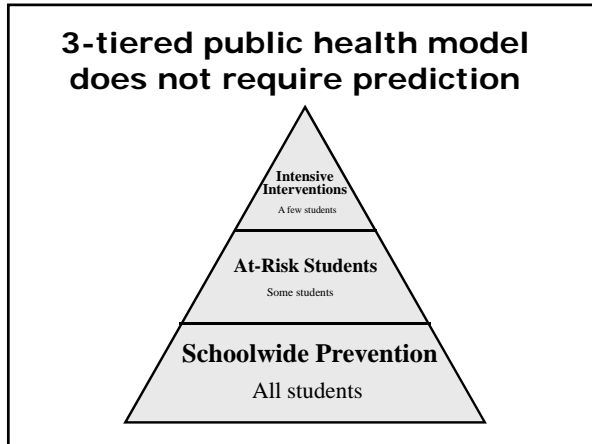 3-tiered public health model
does not require prediction
Intensive
Interventions
A few students
At-Risk Students
Some students
Schoolwide Prevention
All students